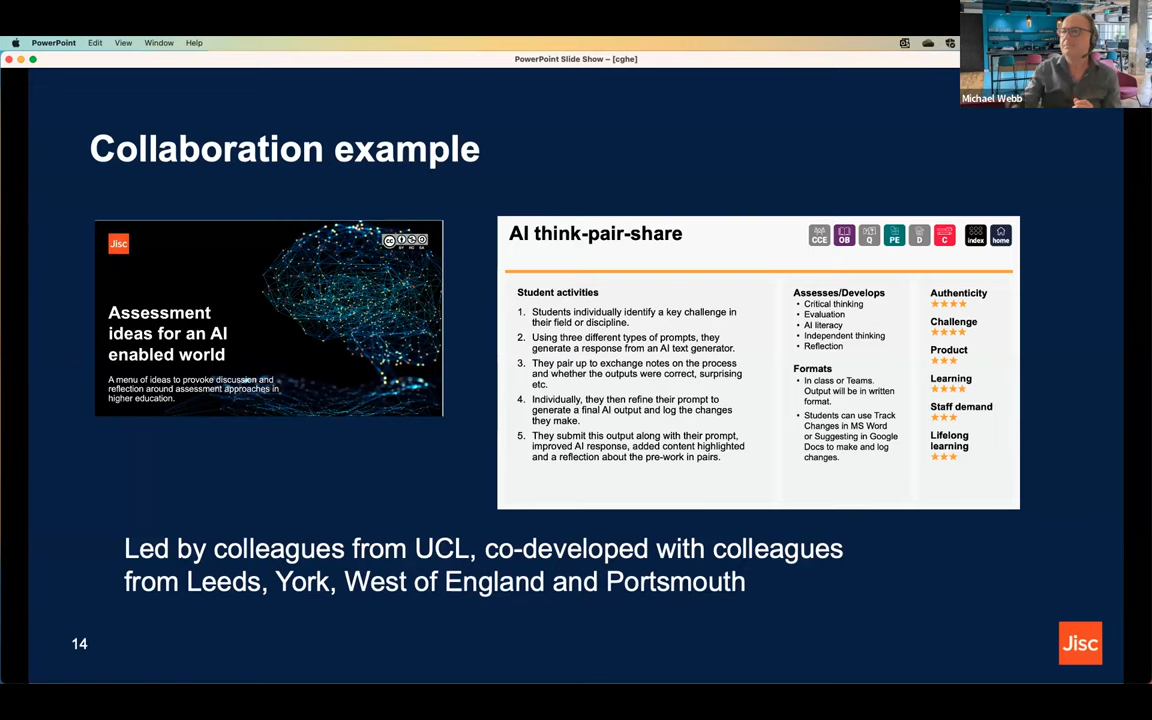 PowerPoint Edit View Window Help
PowerPoint Slide Show – [cghe]
Michael Webb
Collaboration example
Jisc
BY NC SA
Assessment
ideas for an AI
enabled world
A menu of ideas to provoke discussion and
reflection around assessment approaches in
higher education.
AI think-pair-share
CCE OB Q PE D C index home
Student activities
1. Students individually identify a key challenge in
their field or discipline.
2. Using three different types of prompts, they
generate a response from an AI text generator.
3. They pair up to exchange notes on the process
and whether the outputs were correct, surprising
etc.
4. Individually, they then refine their prompt to
generate a final AI output and log the changes
they make.
5. They submit this output along with their prompt,
improved AI response, added content highlighted
and a reflection about the pre-work in pairs.
Assesses/Develops
• Critical thinking
• Evaluation
• AI literacy
• Independent thinking
• Reflection
Formats
• In class or Teams.
Output will be in written
format.
• Students can use Track
Changes in MS Word
or Suggesting in Google
Docs to make and log
changes.
Authenticity
★★★★
Challenge
★★★★
Product
★★★
Learning
★★★★
Staff demand
★★★
Lifelong
learning
★★★
Led by colleagues from UCL, co-developed with colleagues
from Leeds, York, West of England and Portsmouth
14
Jisc